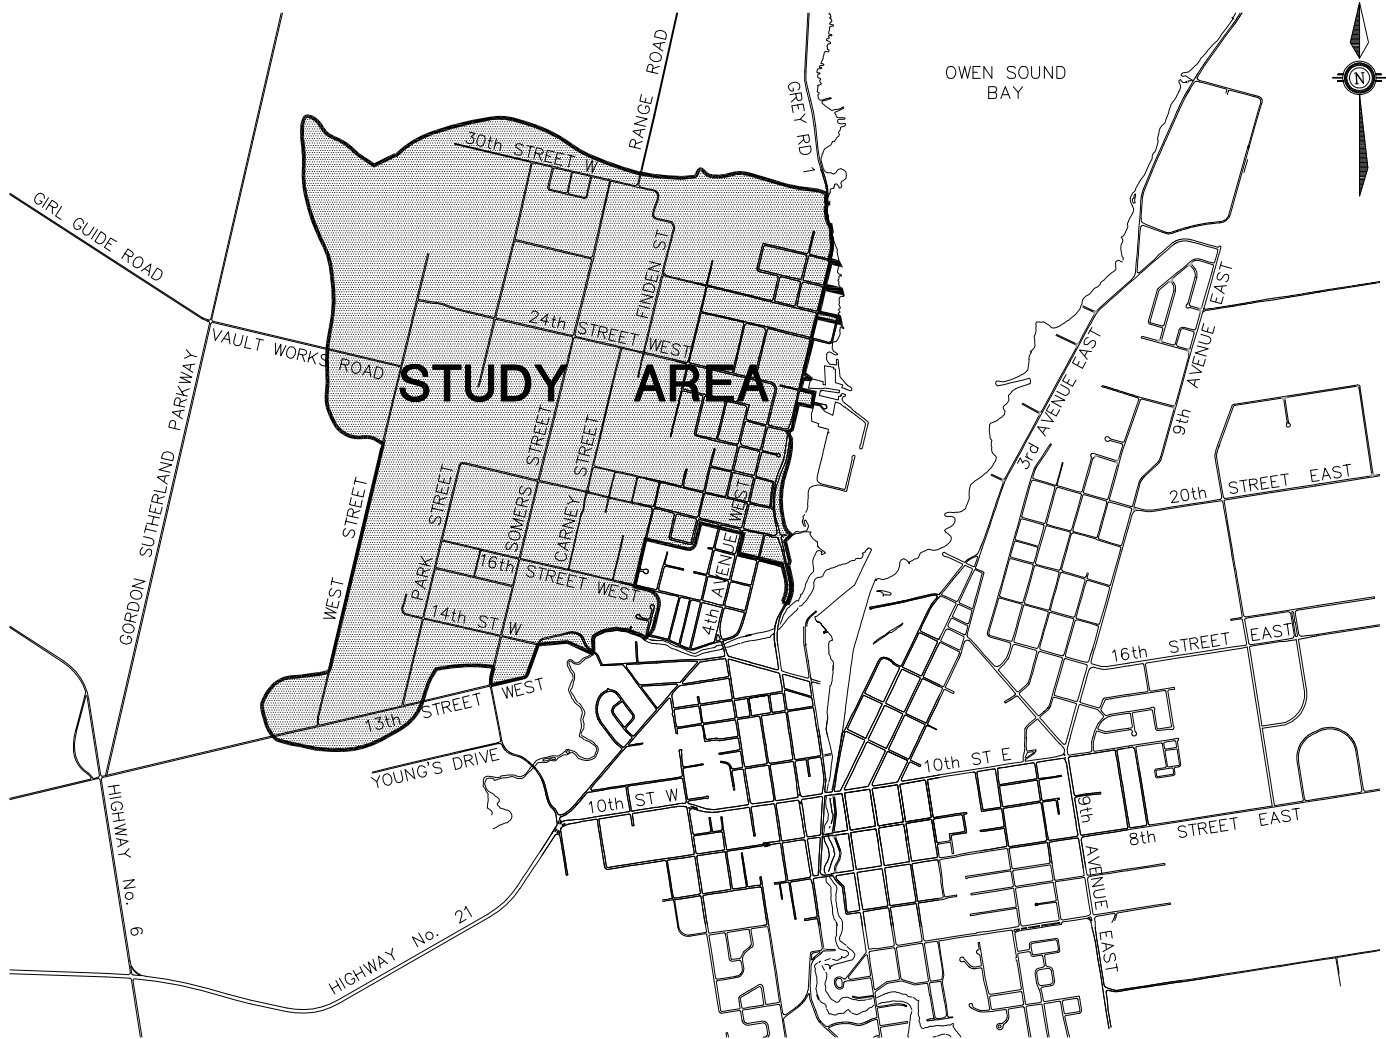 OWEN SOUND
BAY
N
RANGE ROAD
GREY RD 1
30th STREET W
GIRL GUIDE ROAD
FINDEN ST
9th AVENUE EAST
24th STREET WEST
VAULT WORKS ROAD
3rd AVENUE EAST
STUDY AREA
GORDON SUTHERLAND PARKWAY
WEST STREET
PARK STREET
SOMERS STREET
CARNEY STREET
4th AVENUE WEST
20th STREET EAST
16th STREET WEST
14th ST W
16th STREET EAST
13th STREET WEST
YOUNG'S DRIVE
10th ST E
10th ST W
HIGHWAY No. 6
9th AVENUE EAST
8th STREET EAST
HIGHWAY No. 21